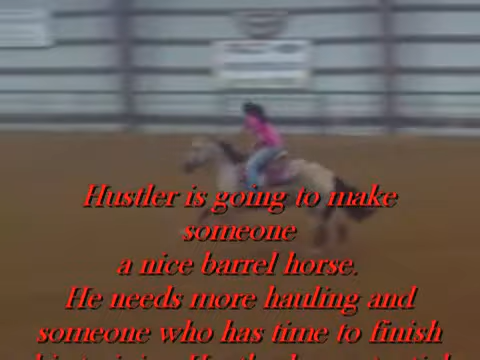 Hustler is going to make
someone
a nice barrel horse.
He needs more hauling and
someone who has time to finish